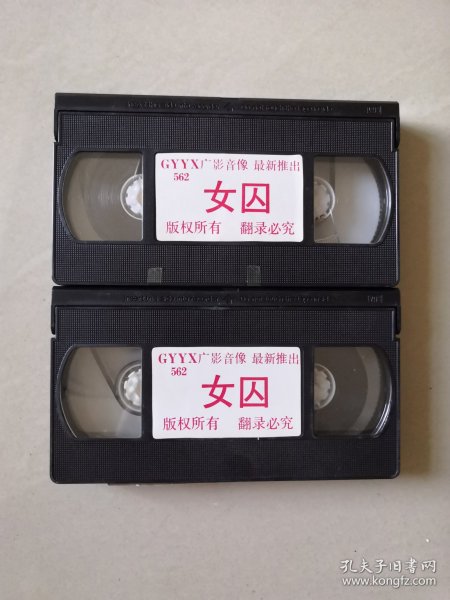 GYYX广影音像 最新推出
562
女囚
版权所有 翻录必究
GYYX广影音像 最新推出
562
女囚
版权所有 翻录必究
孔夫子旧书网
www.kongfz.com